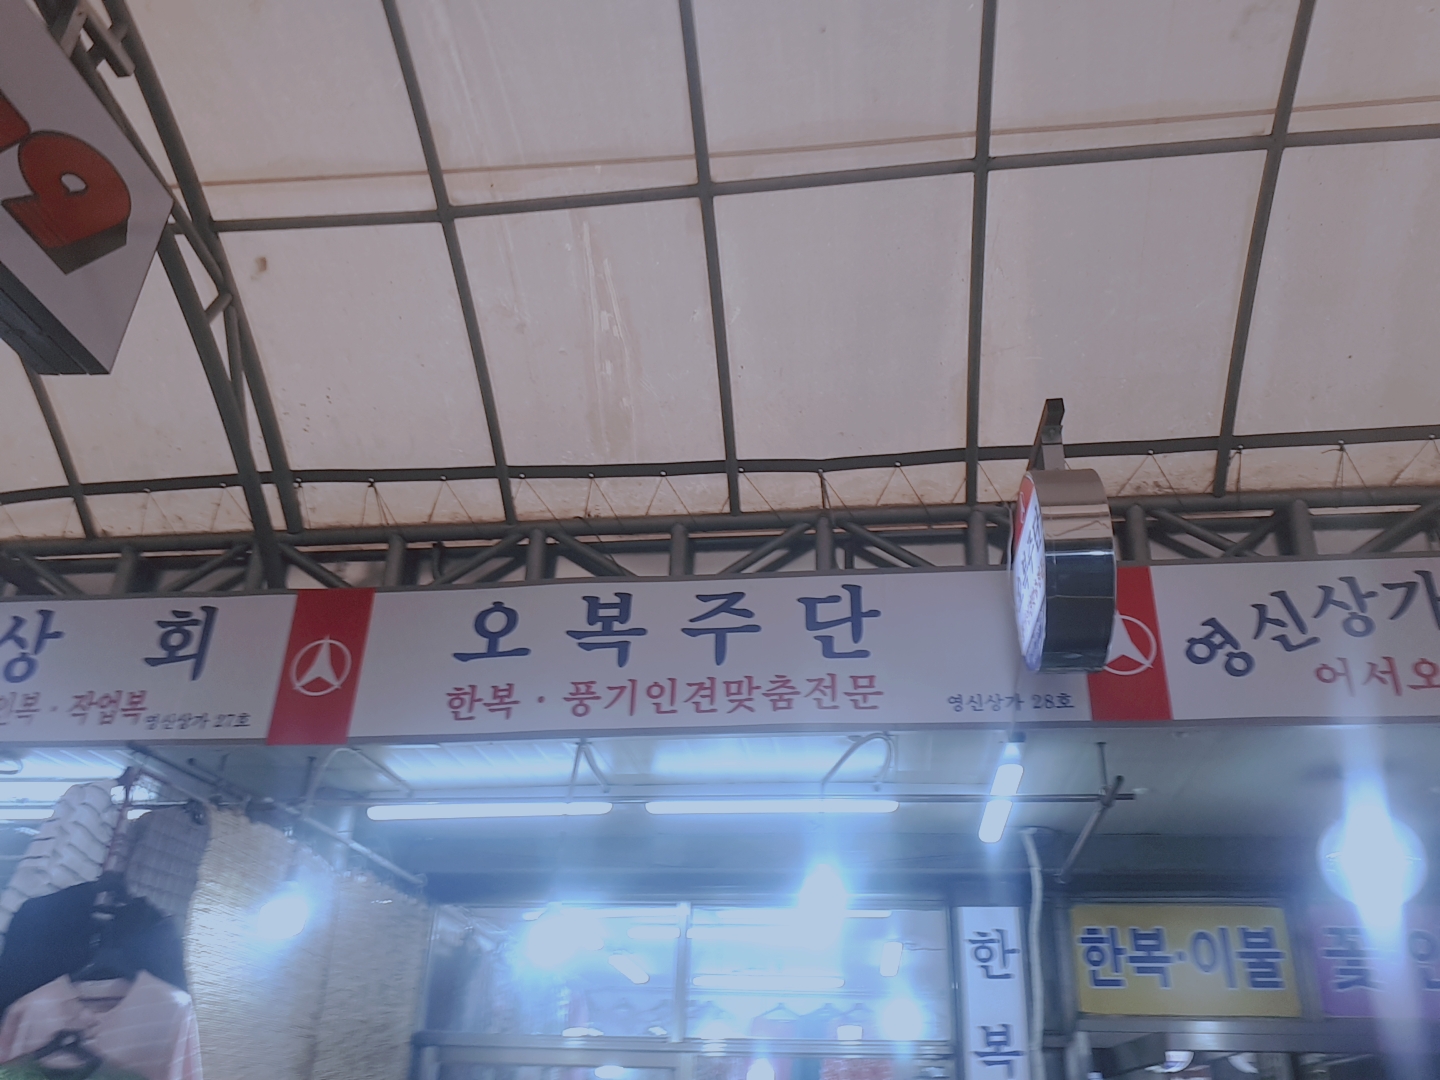 상 회
작업복
영신상가 27호
오복주단
한복 · 풍기인견맞춤전문
영신상가 28호
영신상가
어서오
한복
한복·이불
꽃